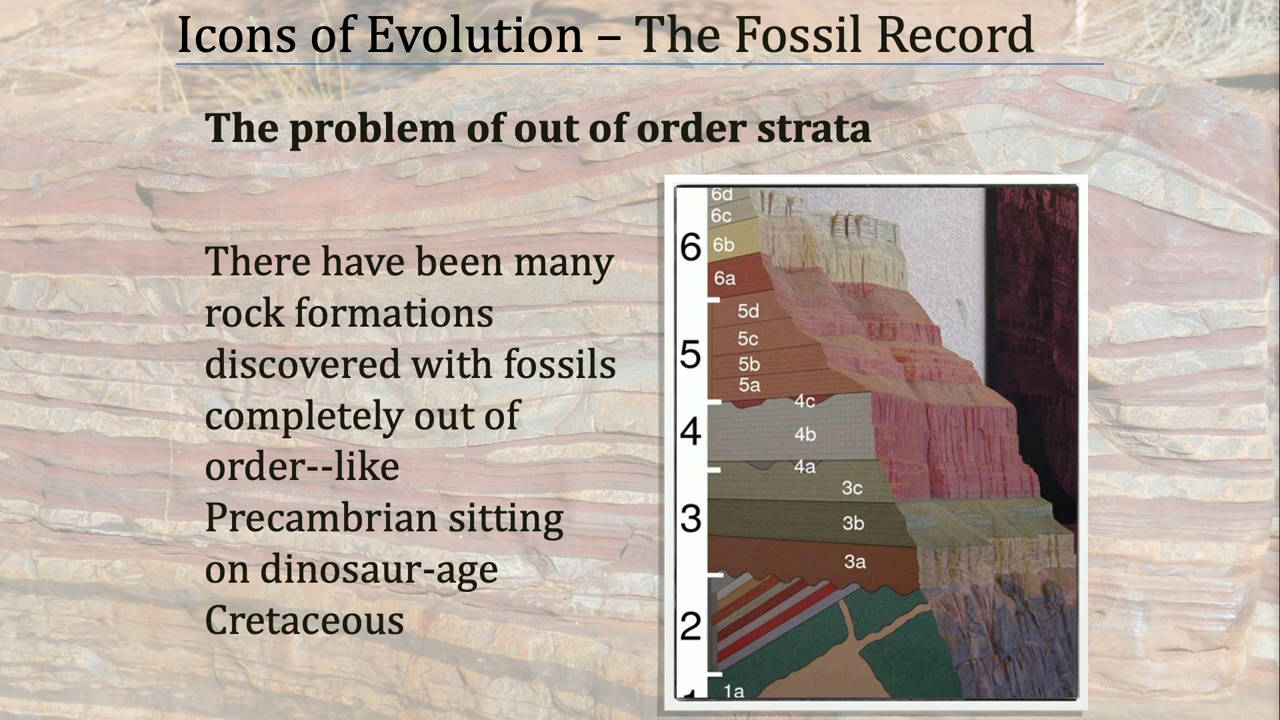 Icons of Evolution – The Fossil Record
The problem of out of order strata
There have been many
rock formations
discovered with fossils
completely out of
order--like
Precambrian sitting
on dinosaur-age
Cretaceous
6d
6c
6
6b
6a
5d
5c
5
5b
5a
4c
4
4b
4a
3c
3
3b
3a
2
1a